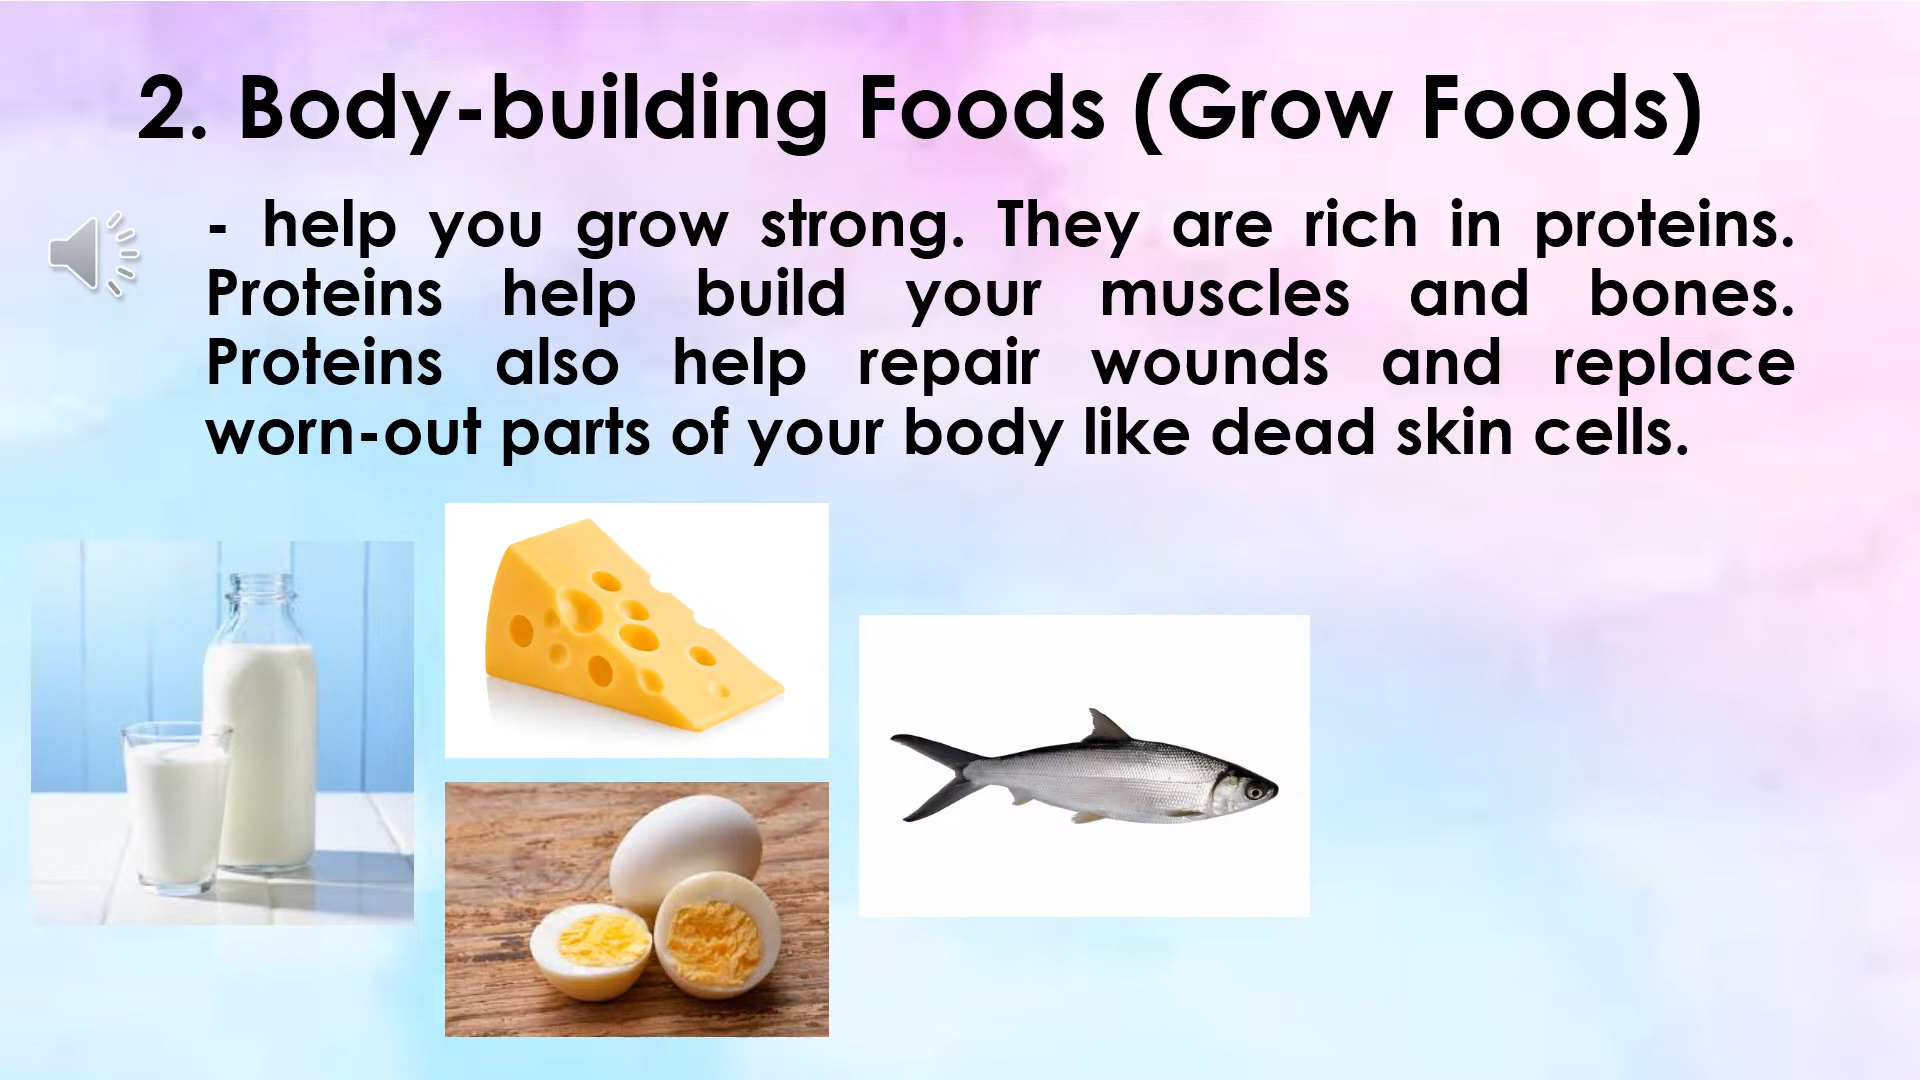 2. Body-building Foods (Grow Foods)
- help you grow strong. They are rich in proteins.
Proteins help build your muscles and bones.
Proteins also help repair wounds and replace
worn-out parts of your body like dead skin cells.